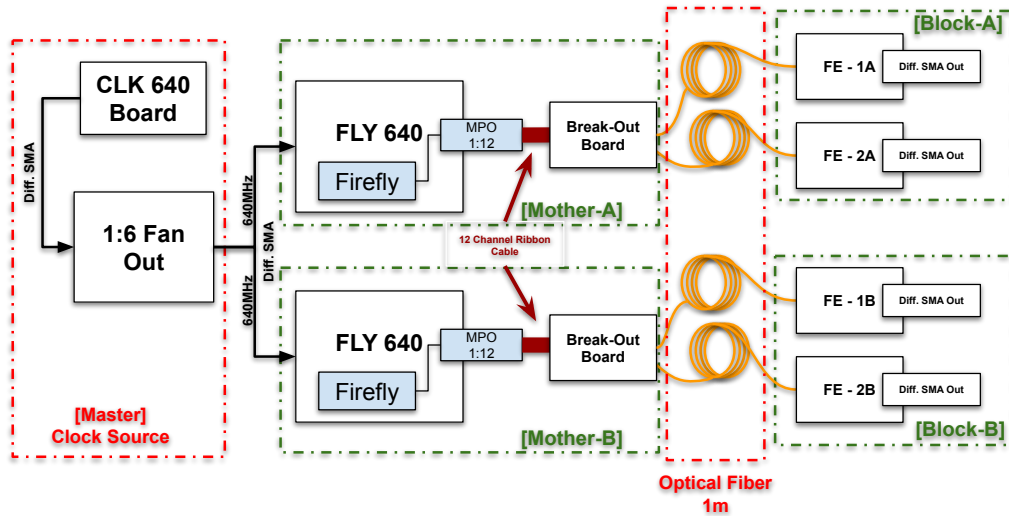 CLK 640
Board
Diff. SMA
1:6 Fan
Out
[Master]
Clock Source
640MHz
Diff. SMA
640MHz
FLY 640
Firefly
MPO
1:12
Break-Out
Board
[Mother-A]
12 Channel Ribbon
Cable
FLY 640
Firefly
MPO
1:12
Break-Out
Board
[Mother-B]
Optical Fiber
1m
[Block-A]
FE - 1A
Diff. SMA Out
FE - 2A
Diff. SMA Out
FE - 1B
Diff. SMA Out
FE - 2B
Diff. SMA Out
[Block-B]